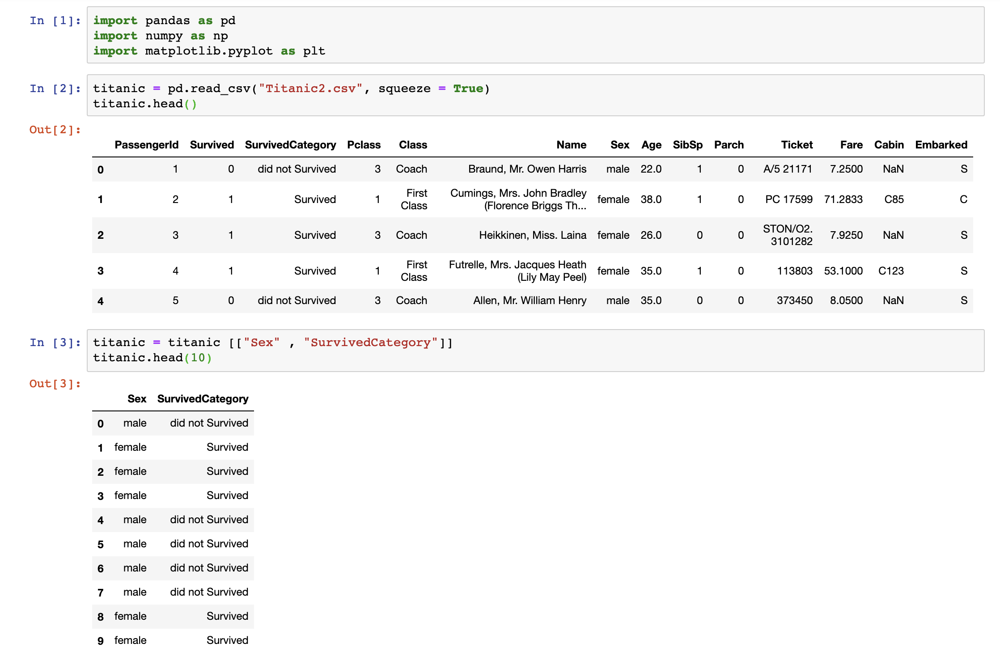 In [1]: import pandas as pd
import numpy as np
import matplotlib.pyplot as plt
In [2]: titanic = pd.read_csv("Titanic2.csv", squeeze = True)
titanic.head()
Out[2]:
PassengerId Survived SurvivedCategory Pclass Class Name Sex Age SibSp Parch Ticket Fare Cabin Embarked
0 1 0 did not Survived 3 Coach Braund, Mr. Owen Harris male 22.0 1 0 A/5 21171 7.2500 NaN S
1 2 1 Survived 1 First Class Cumings, Mrs. John Bradley (Florence Briggs Th... female 38.0 1 0 PC 17599 71.2833 C85 C
2 3 1 Survived 3 Coach Heikkinen, Miss. Laina female 26.0 0 0 STON/O2. 3101282 7.9250 NaN S
3 4 1 Survived 1 First Class Futrelle, Mrs. Jacques Heath (Lily May Peel) female 35.0 1 0 113803 53.1000 C123 S
4 5 0 did not Survived 3 Coach Allen, Mr. William Henry male 35.0 0 0 373450 8.0500 NaN S
In [3]: titanic = titanic [["Sex" , "SurvivedCategory"]]
titanic.head(10)
Out[3]:
Sex SurvivedCategory
0 male did not Survived
1 female Survived
2 female Survived
3 female Survived
4 male did not Survived
5 male did not Survived
6 male did not Survived
7 male did not Survived
8 female Survived
9 female Survived